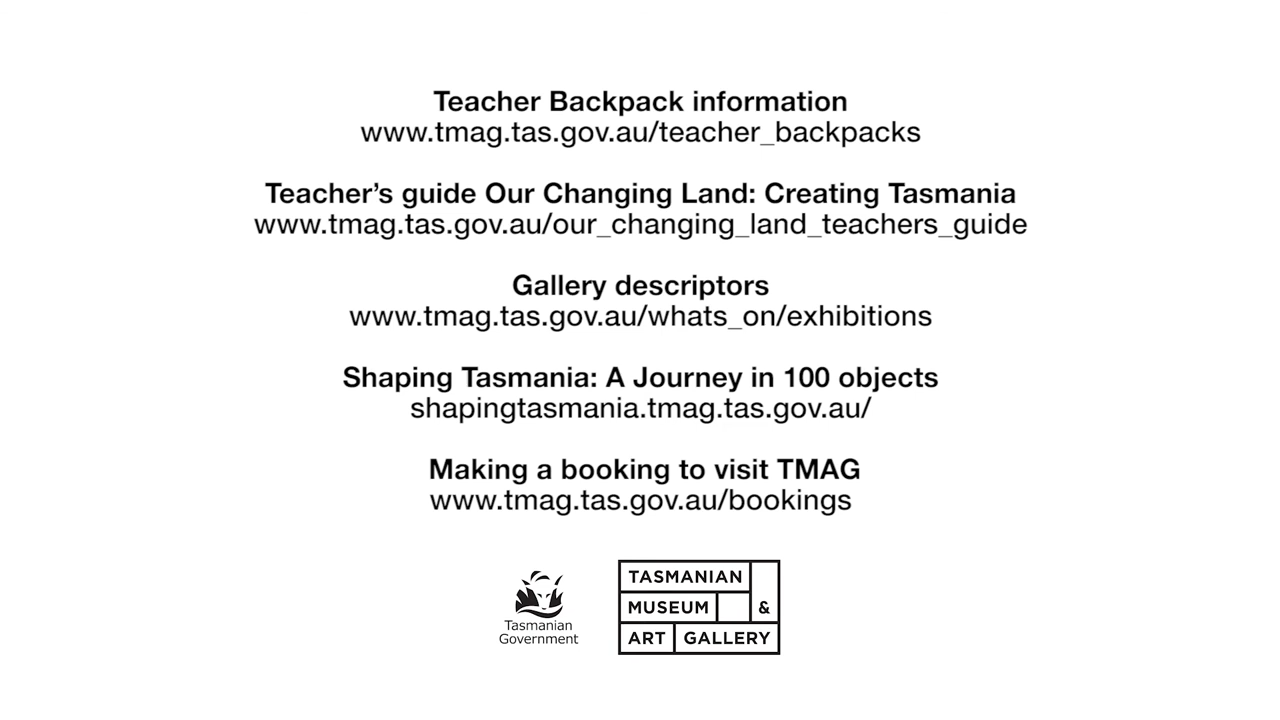 Teacher Backpack information
www.tmag.tas.gov.au/teacher_backpacks
Teacher’s guide Our Changing Land: Creating Tasmania
www.tmag.tas.gov.au/our_changing_land_teachers_guide
Gallery descriptors
www.tmag.tas.gov.au/whats_on/exhibitions
Shaping Tasmania: A Journey in 100 objects
shapingtasmania.tmag.tas.gov.au/
Making a booking to visit TMAG
www.tmag.tas.gov.au/bookings
Tasmanian
Government
TASMANIAN
MUSEUM &
ART GALLERY